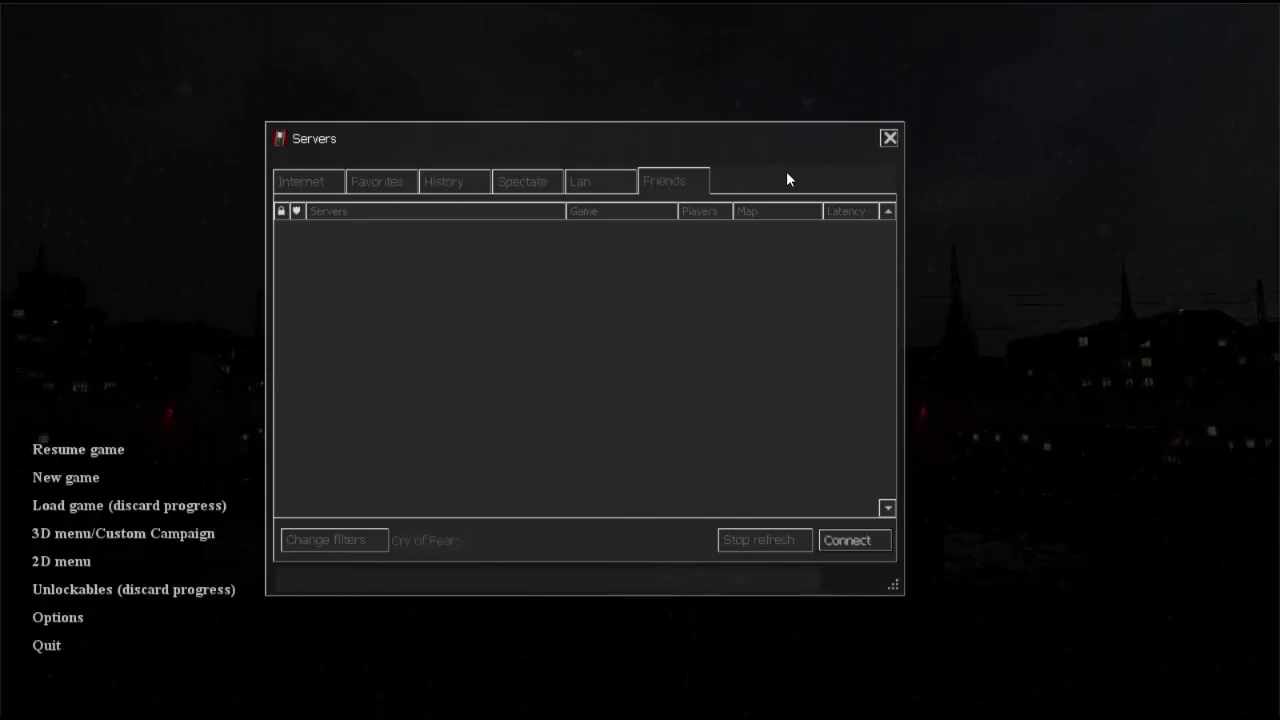 Servers
Internet Favorites History Spectate Lan Friends
Servers Game Players Map Latency
Change filters Cry of Fear: Stop refresh Connect
Resume game
New game
Load game (discard progress)
3D menu/Custom Campaign
2D menu
Unlockables (discard progress)
Options
Quit